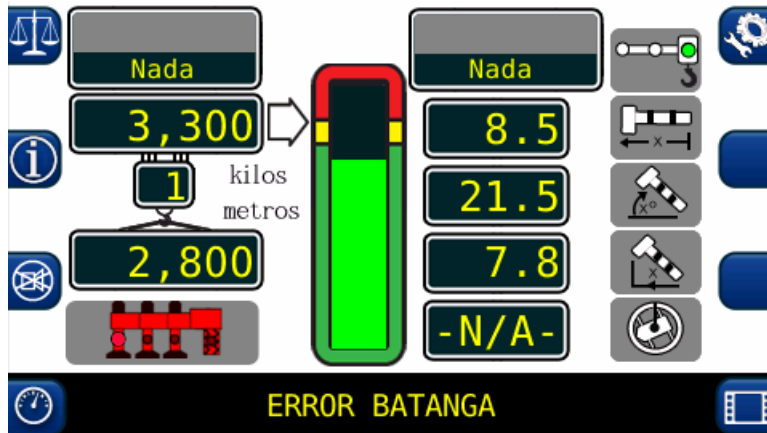 Nada
3,300
1
kilos
metros
2,800
Nada
8.5
x
21.5
x°
7.8
x
-N/A-
ERROR BATANGA